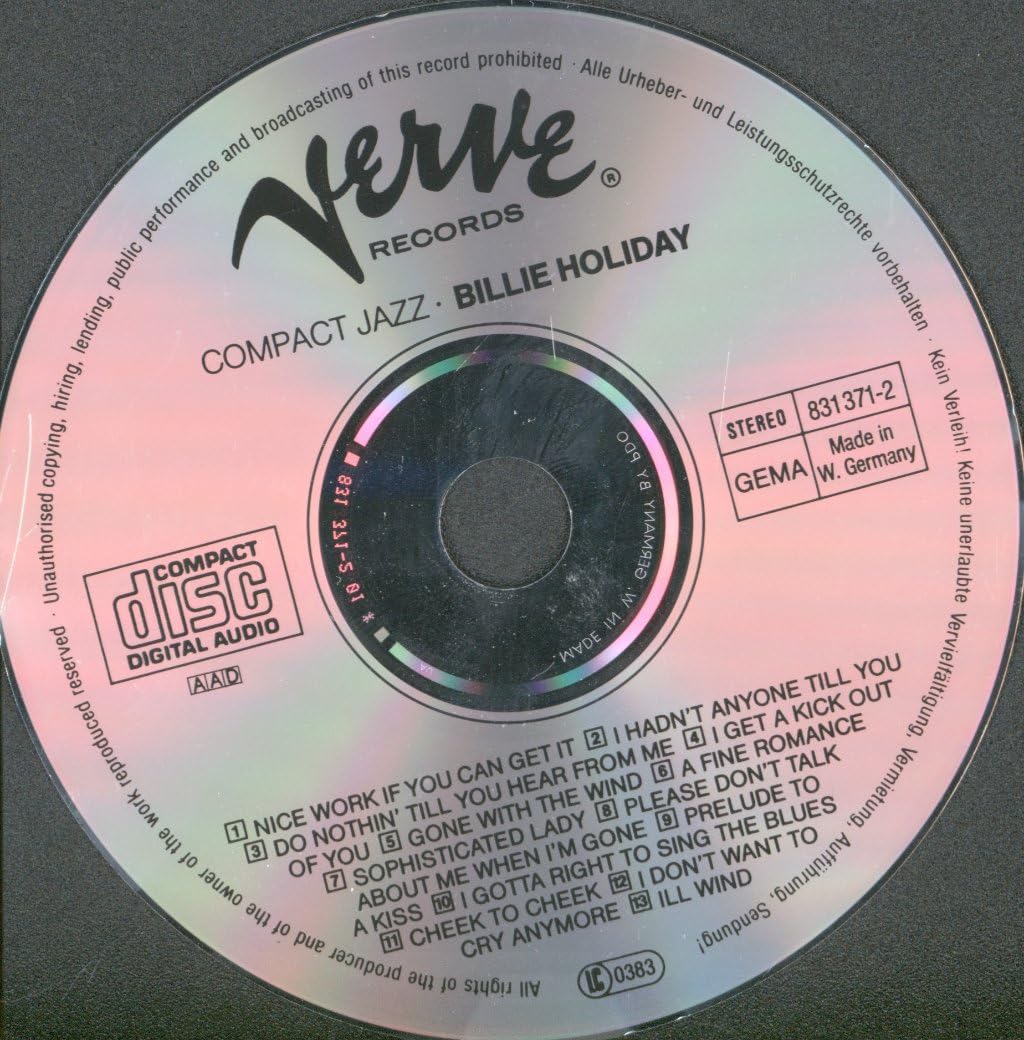 Unauthorised copying, hiring, lending, public performance and broadcasting of this record prohibited · Alle Urheber- und Leistungsschutzrechte vorbehalten · Kein Verleih! Keine unerlaubte Vervielfältigung, Vermietung, Aufführung, Sendung!
All rights of the producer and of the owner of the work reproduced reserved ·
Verve ®
RECORDS
COMPACT JAZZ · BILLIE HOLIDAY
STEREO 831 371-2
GEMA Made in
W. Germany
831 371-2 10 *
MADE IN W. GERMANY BY PDO
COMPACT
disc
DIGITAL AUDIO
AAD
1 NICE WORK IF YOU CAN GET IT 2 I HADN'T ANYONE TILL YOU
3 DO NOTHIN' TILL YOU HEAR FROM ME 4 I GET A KICK OUT
OF YOU 5 GONE WITH THE WIND 6 A FINE ROMANCE
7 SOPHISTICATED LADY 8 PLEASE DON'T TALK
ABOUT ME WHEN I'M GONE 9 PRELUDE TO
A KISS 10 I GOTTA RIGHT TO SING THE BLUES
11 CHEEK TO CHEEK 12 I DON'T WANT TO
CRY ANYMORE 13 ILL WIND
LC 0383